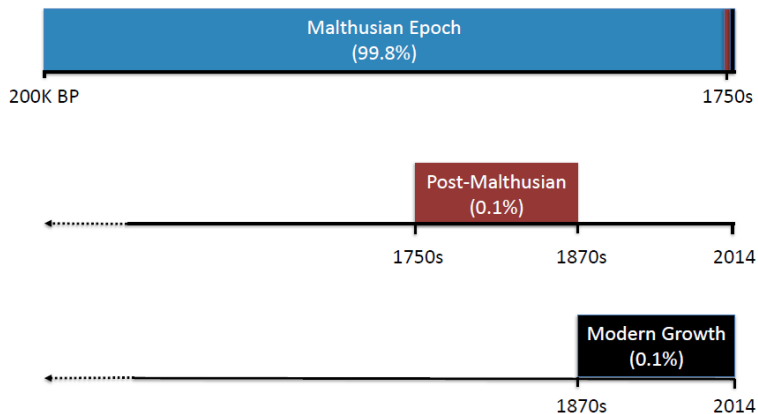 Malthusian Epoch
(99.8%)
200K BP 1750s
Post-Malthusian
(0.1%)
1750s 1870s 2014
Modern Growth
(0.1%)
1870s 2014